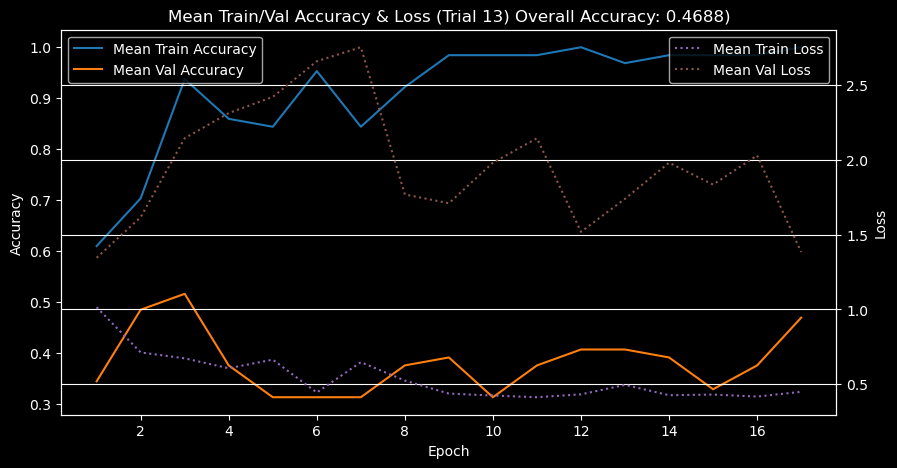 Mean Train/Val Accuracy & Loss (Trial 13) Overall Accuracy: 0.4688)
Mean Train Accuracy
Mean Val Accuracy
Mean Train Loss
Mean Val Loss
1.0
0.9
0.8
0.7
0.6
0.5
0.4
0.3
Accuracy
2.5
2.0
1.5
1.0
0.5
Loss
2 4 6 8 10 12 14 16
Epoch